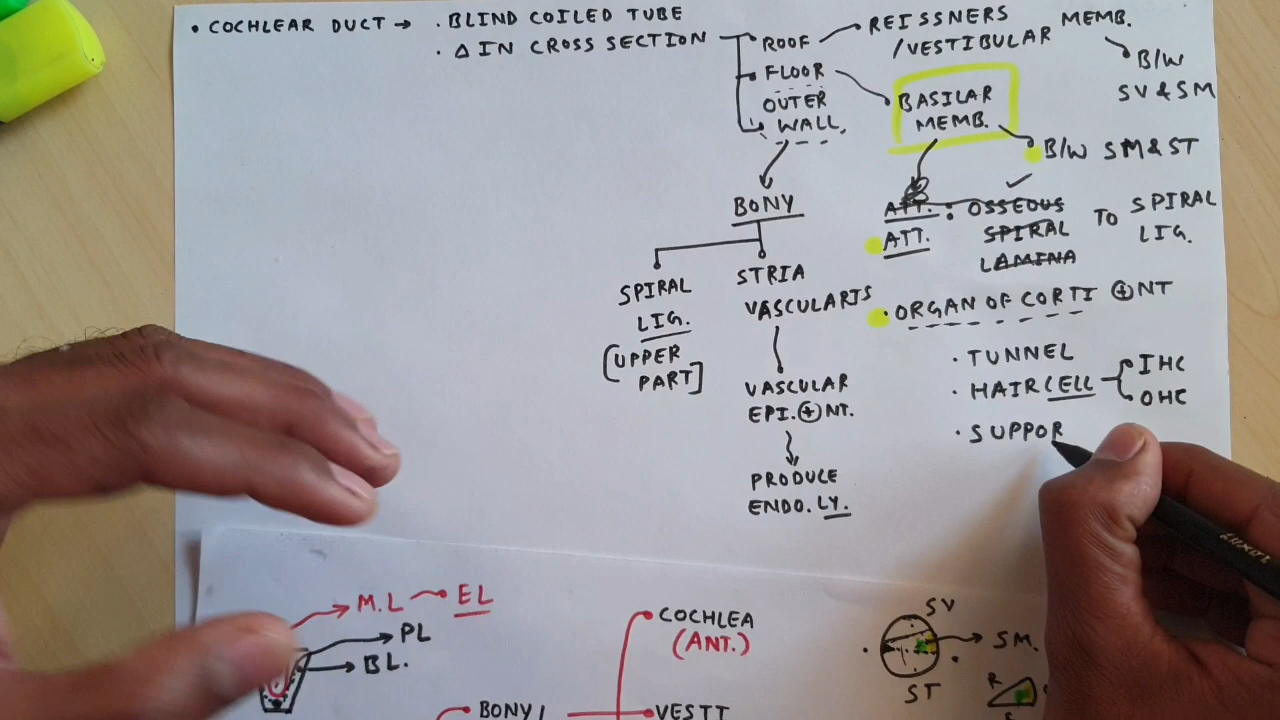 • COCHLEAR DUCT → . BLIND COILED TUBE
. Δ IN CROSS SECTION
ROOF
REISSNERS
/VESTIBULAR MEMB.
B/W
SV & SM
FLOOR
BASILAR
MEMB.
B/W SM & ST
OUTER
WALL,
BONY
SPIRAL
LIG.
[UPPER
PART]
STRIA
VASCULARIS
VASCULAR
EPI. ⊕NT.
PRODUCE
ENDO. LY.
ATT. : OSSEOUS
SPIRAL
LAMINA
TO SPIRAL
LIG.
ATT.
. ORGAN OF CORTI ⊕NT
. TUNNEL
. HAIR CELL
IHC
OHC
. SUPPOR
M.L
EL
PL
BL.
COCHLEA
(ANT.)
BONY
VESTT
SV
SM.
ST
R